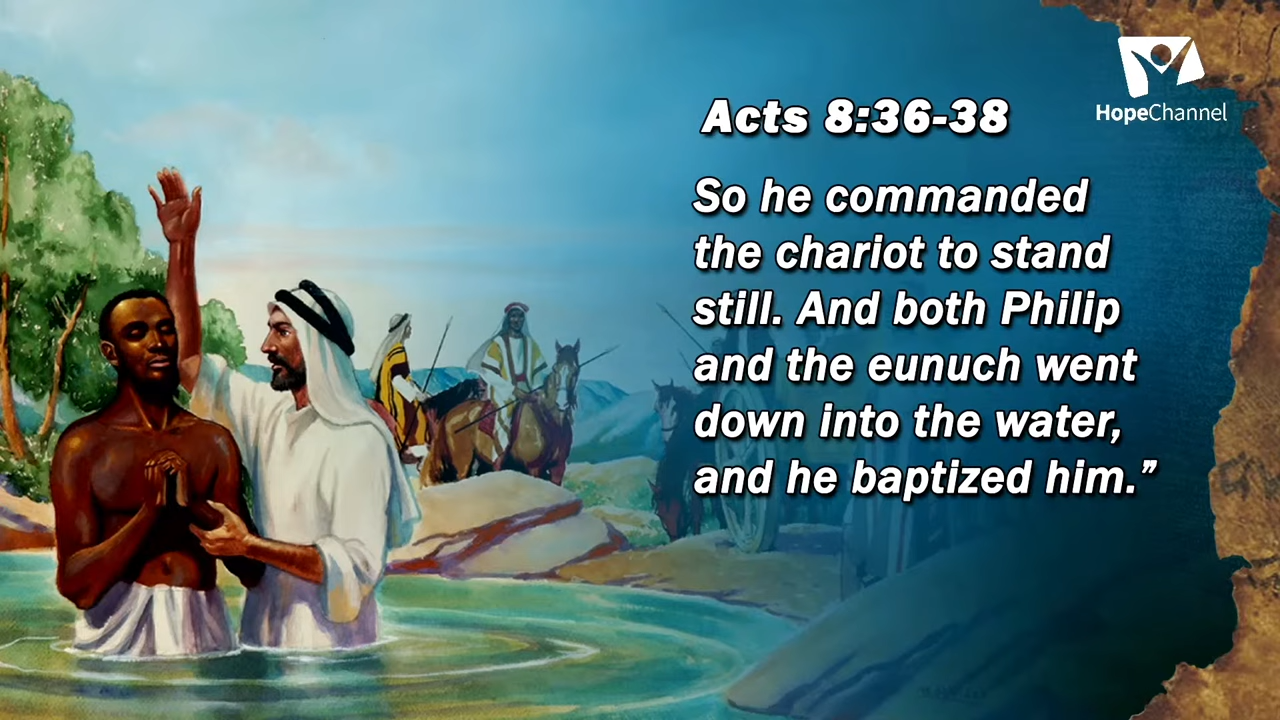 HopeChannel
Acts 8:36-38
So he commanded
the chariot to stand
still. And both Philip
and the eunuch went
down into the water,
and he baptized him.”